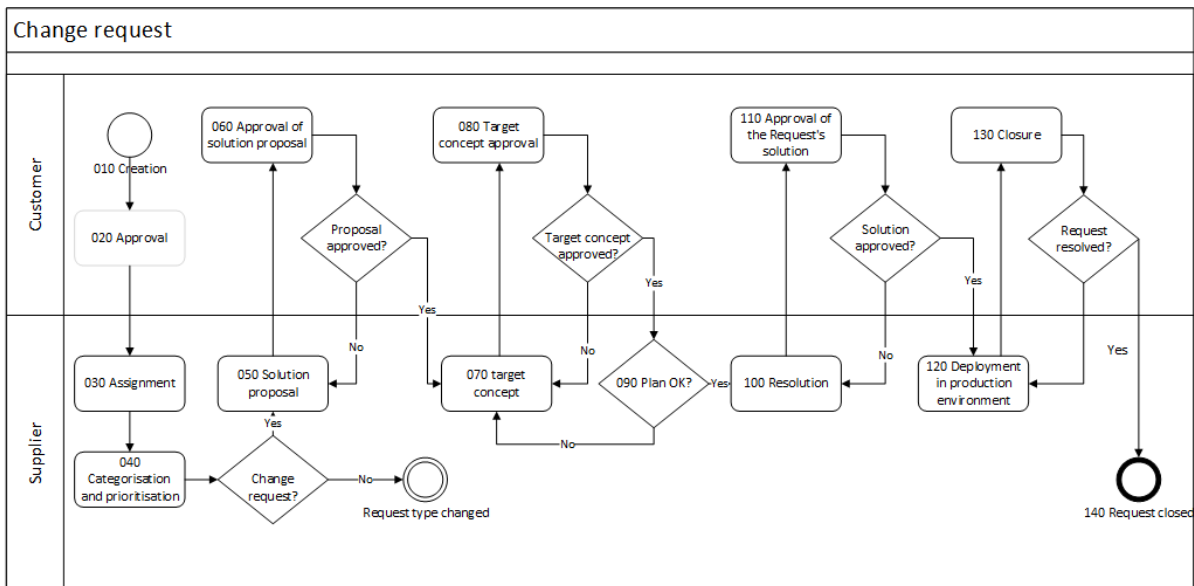 Change request
Customer
010 Creation
020 Approval
060 Approval of
solution proposal
Proposal
approved?
Yes
No
080 Target
concept approval
Target concept
approved?
Yes
No
110 Approval of
the Request's
solution
Solution
approved?
Yes
No
130 Closure
Request
resolved?
Yes
Supplier
030 Assignment
040
Categorisation
and prioritisation
Change
request?
Yes
No
Request type changed
050 Solution
proposal
070 target
concept
090 Plan OK?
Yes
No
100 Resolution
120 Deployment
in production
environment
140 Request closed